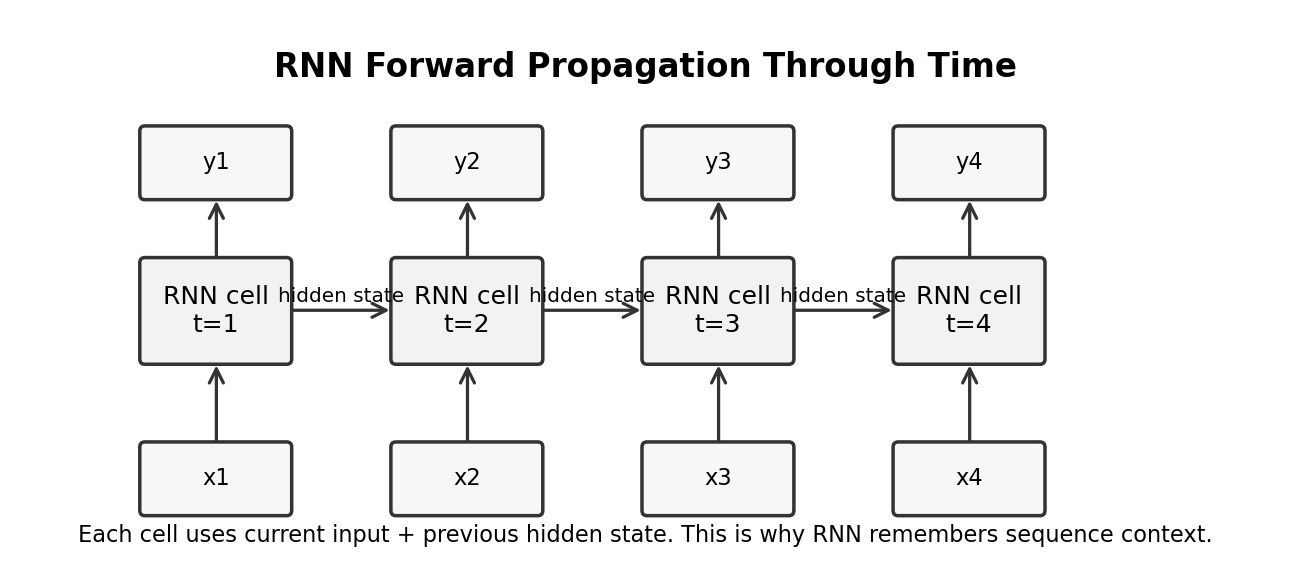 RNN Forward Propagation Through Time
y1
y2
y3
y4
RNN cell
t=1
hidden state
RNN cell
t=2
hidden state
RNN cell
t=3
hidden state
RNN cell
t=4
x1
x2
x3
x4
Each cell uses current input + previous hidden state. This is why RNN remembers sequence context.